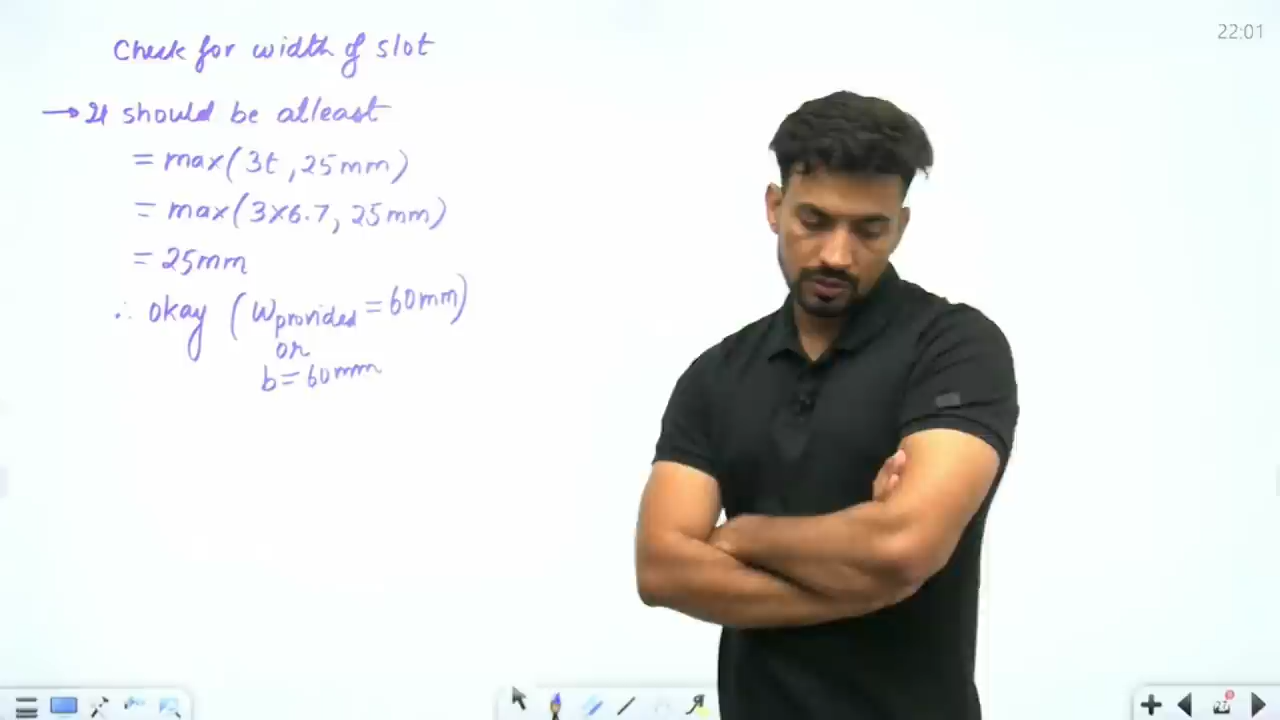 Check for width of slot
→ It should be atleast
= max(3t, 25mm)
= max(3×6.7, 25mm)
= 25mm
∴ okay (wprovided = 60mm)
or
b = 60mm
22:01
27